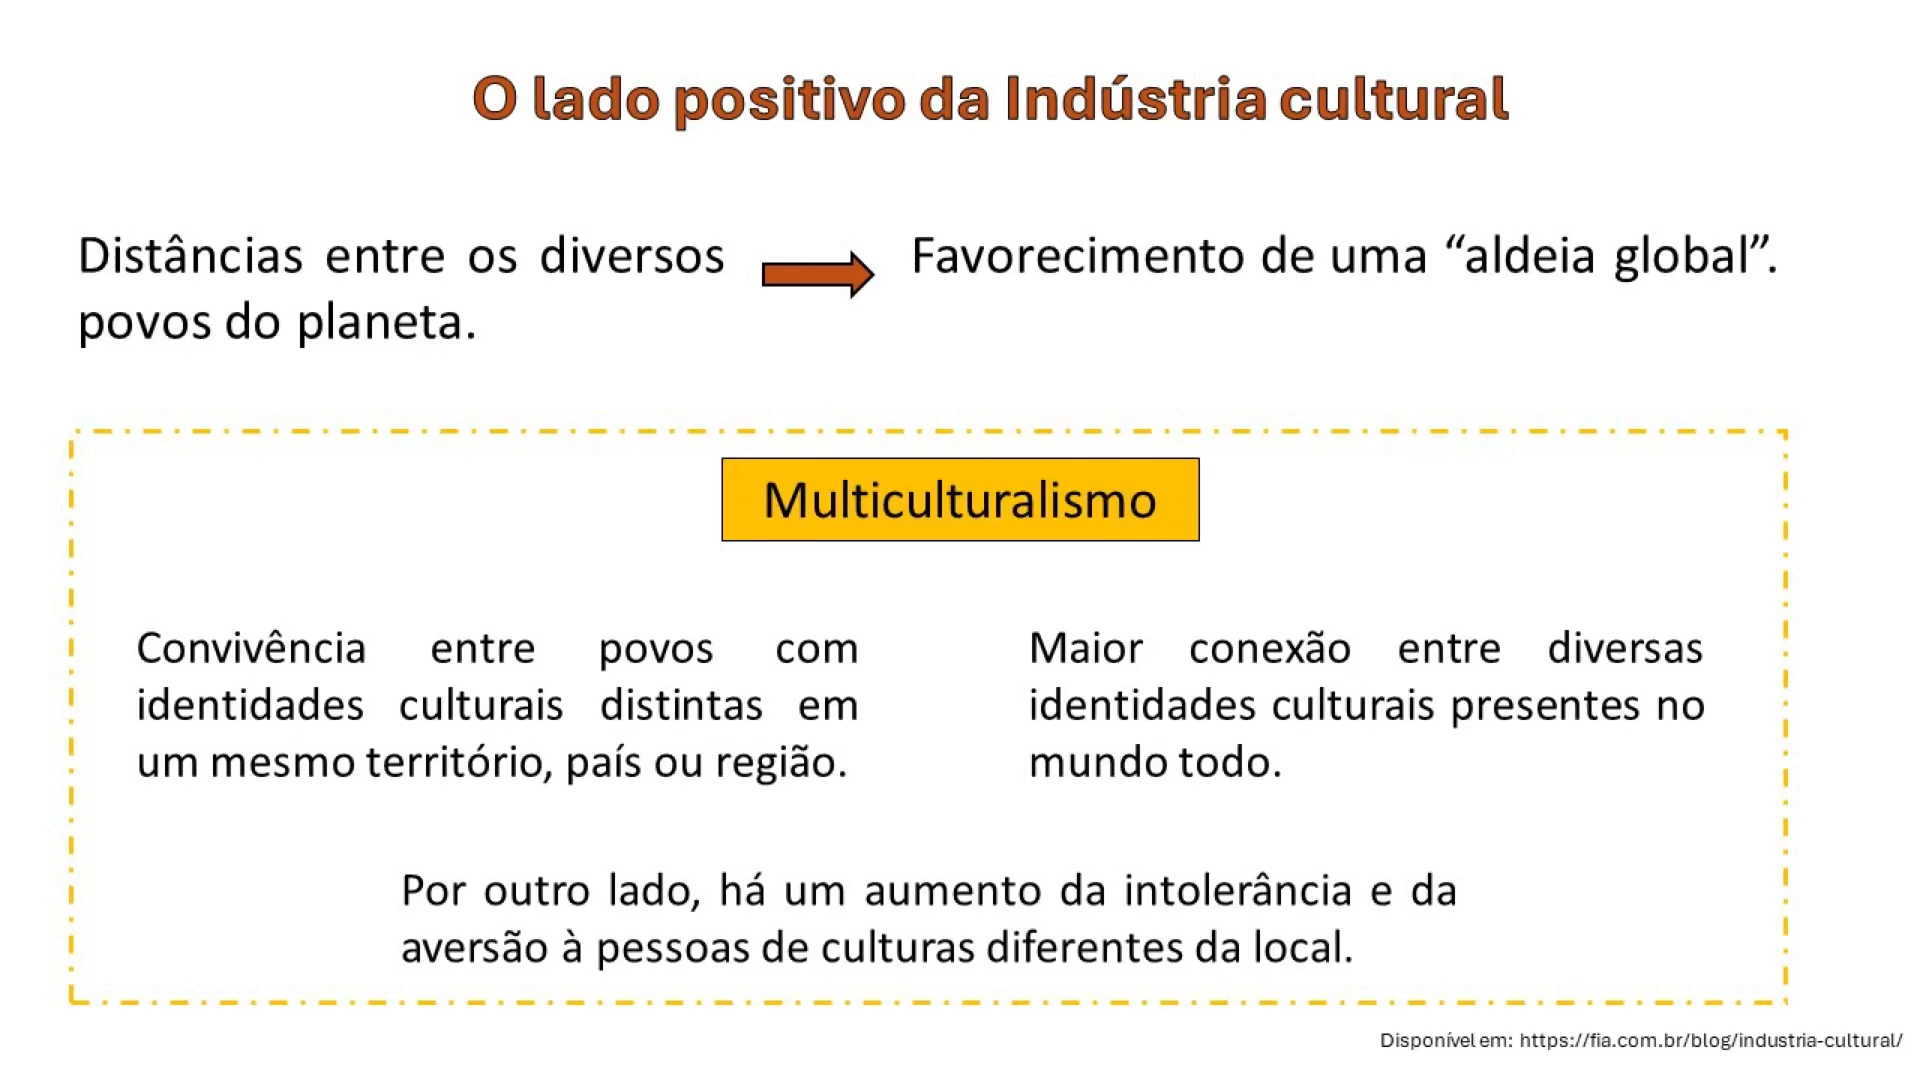 O lado positivo da Indústria cultural
Distâncias entre os diversos
povos do planeta.
Favorecimento de uma “aldeia global”.
Multiculturalismo
Convivência entre povos com
identidades culturais distintas em
um mesmo território, país ou região.
Maior conexão entre diversas
identidades culturais presentes no
mundo todo.
Por outro lado, há um aumento da intolerância e da
aversão à pessoas de culturas diferentes da local.
Disponível em: https://fia.com.br/blog/industria-cultural/